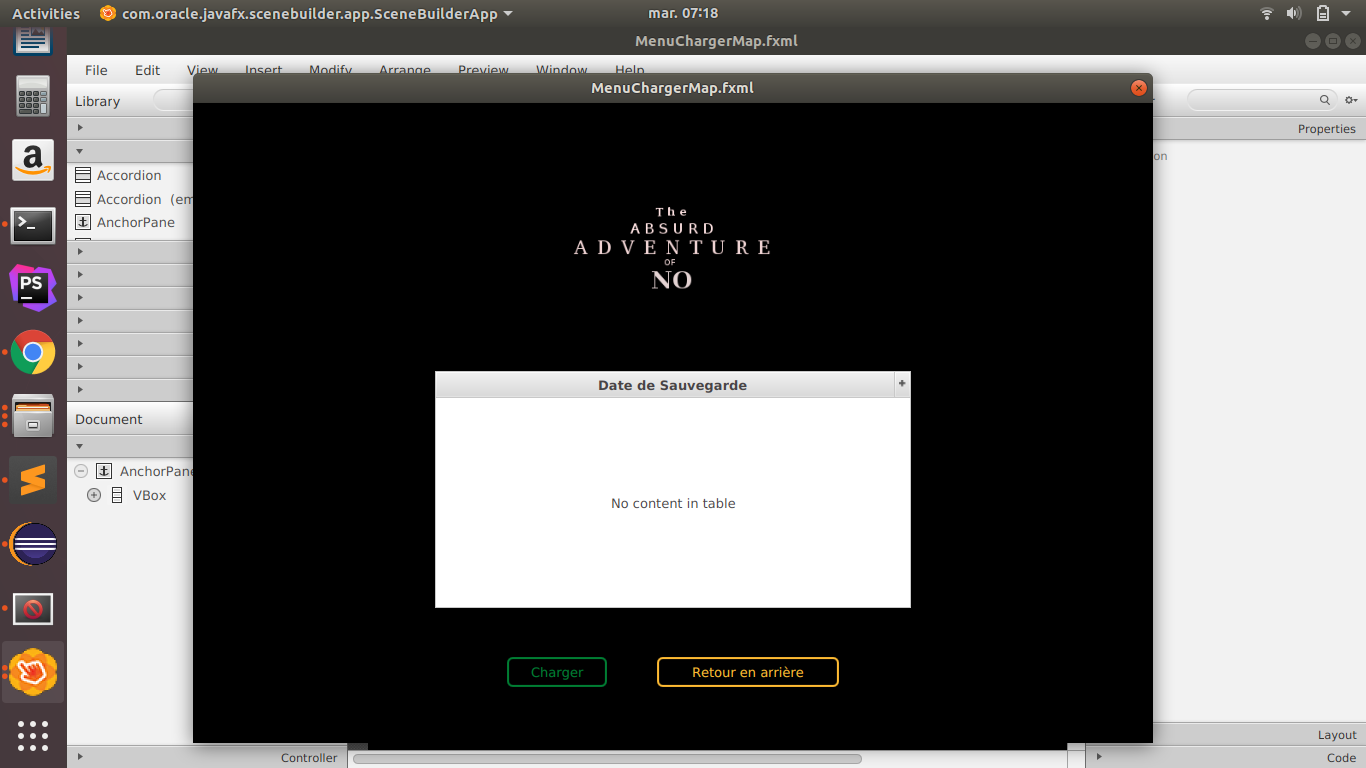 Activities
com.oracle.javafx.scenebuilder.app.SceneBuilderApp
mar. 07:18
MenuChargerMap.fxml
File Edit View Insert Modify Arrange Preview Window Help
MenuChargerMap.fxml
Library
Properties
Accordion
Accordion (em
AnchorPane
on
The
ABSURD
ADVENTURE
OF
NO
Date de Sauvegarde
+
No content in table
Document
AnchorPane
VBox
Charger
Retour en arrière
Layout
Controller
Code
a
>_
PS